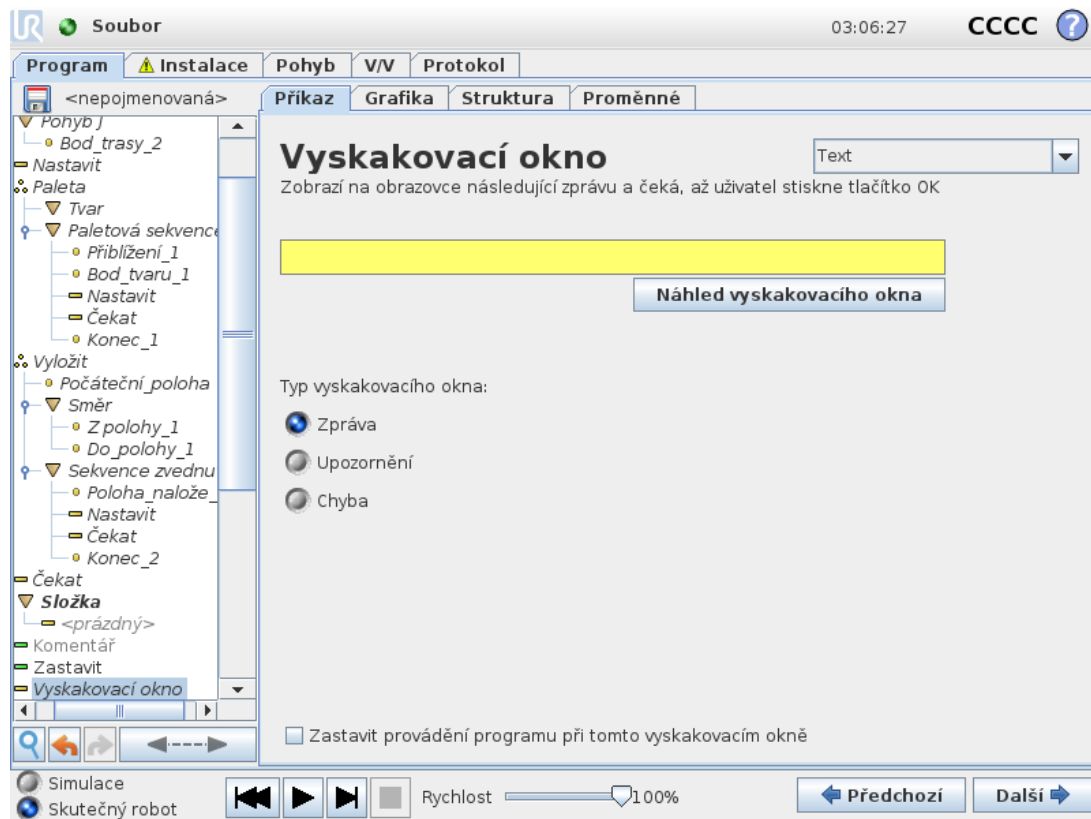 Soubor
03:06:27
CCCC
?
Program
Instalace
Pohyb
V/V
Protokol
<nepojmenovaná>
Příkaz
Grafika
Struktura
Proměnné
Pohyb J
Bod_trasy_2
Nastavit
Paleta
Tvar
Paletová sekvence
Přiblížení_1
Bod_tvaru_1
Nastavit
Čekat
Konec_1
Vyložit
Počáteční_poloha
Směr
Z polohy_1
Do_polohy_1
Sekvence zvednu
Poloha_nalože_
Nastavit
Čekat
Konec_2
Čekat
Složka
<prázdný>
Komentář
Zastavit
Vyskakovací okno
Vyskakovací okno
Text
Zobrazí na obrazovce následující zprávu a čeká, až uživatel stiskne tlačítko OK
Náhled vyskakovacího okna
Typ vyskakovacího okna:
Zpráva
Upozornění
Chyba
Zastavit provádění programu při tomto vyskakovacím okně
Simulace
Skutečný robot
Rychlost
100%
Předchozí
Další